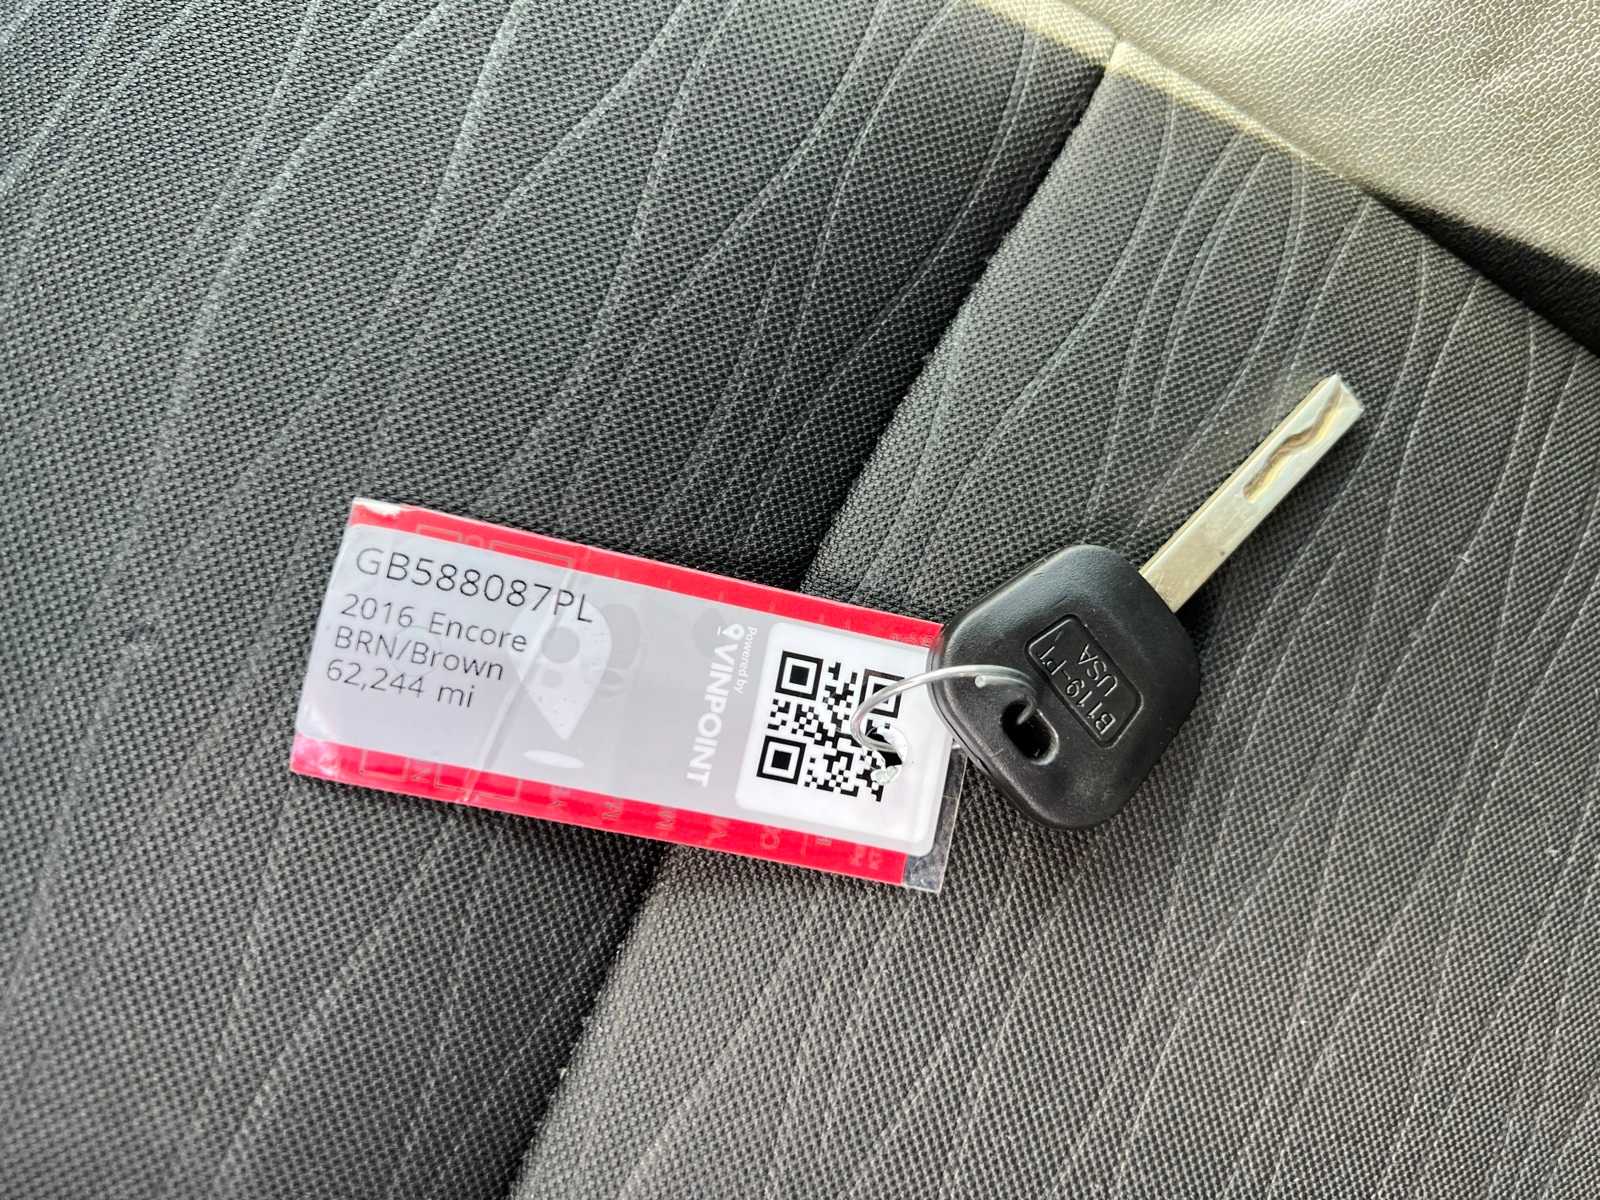 GB588087PL
2016 Encore
BRN/Brown
62,244 mi
Powered by
VINPOINT
B119-PT
USA